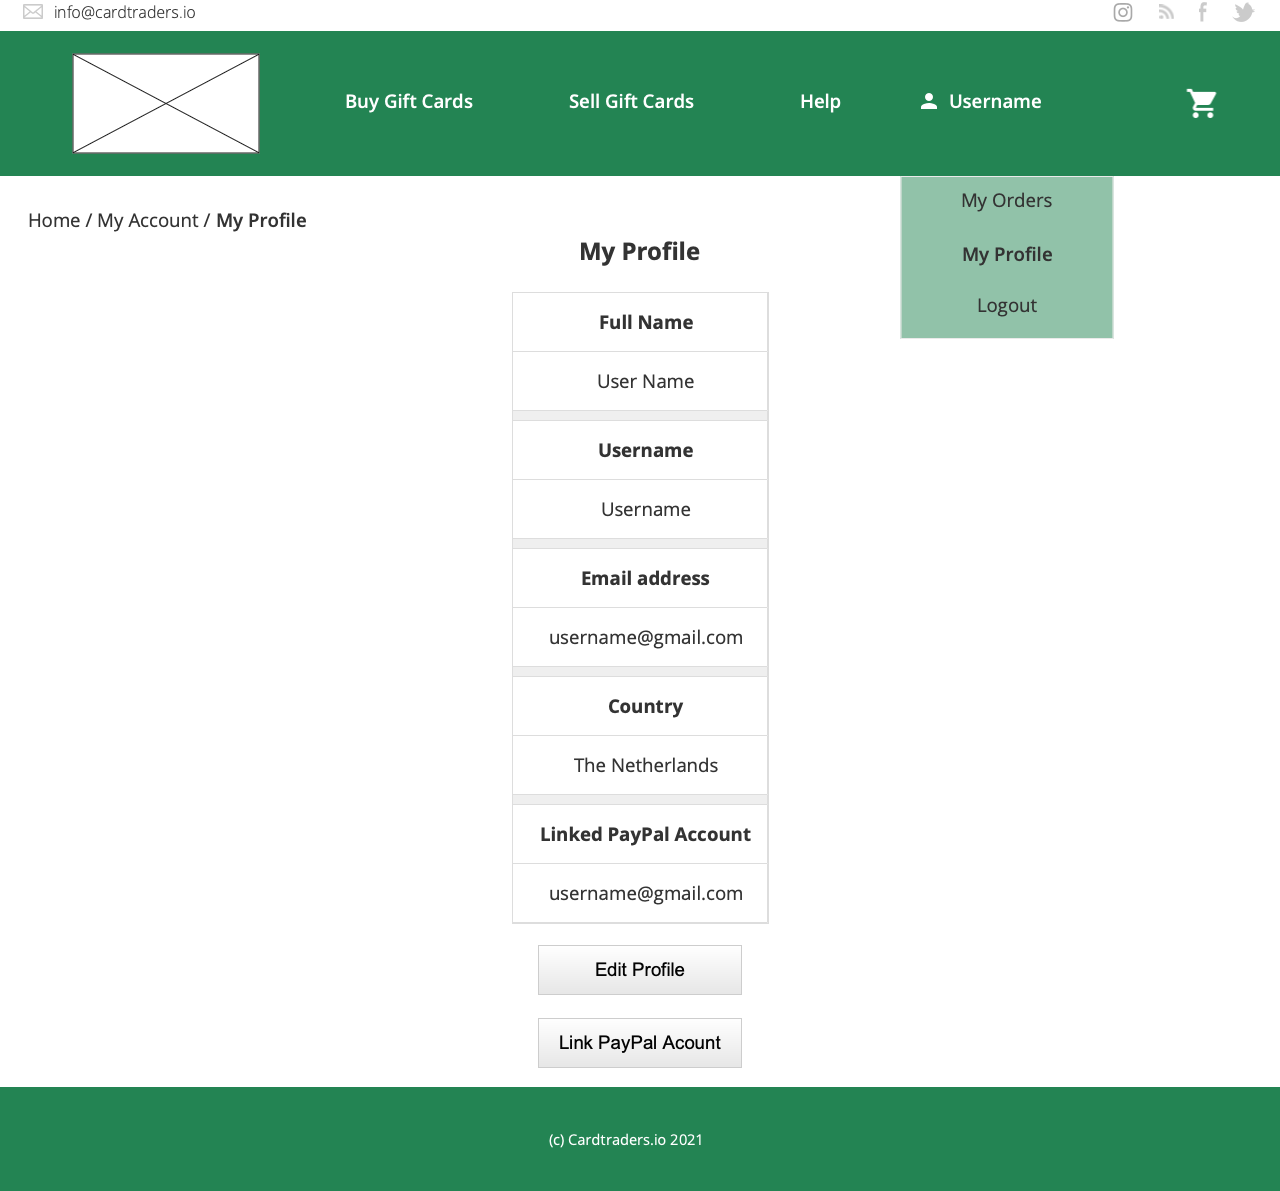 info@cardtraders.io
Buy Gift Cards
Sell Gift Cards
Help
Username
My Orders
My Profile
Logout
Home / My Account / My Profile
My Profile
Full Name
User Name
Username
Username
Email address
username@gmail.com
Country
The Netherlands
Linked PayPal Account
username@gmail.com
Edit Profile
Link PayPal Acount
(c) Cardtraders.io 2021